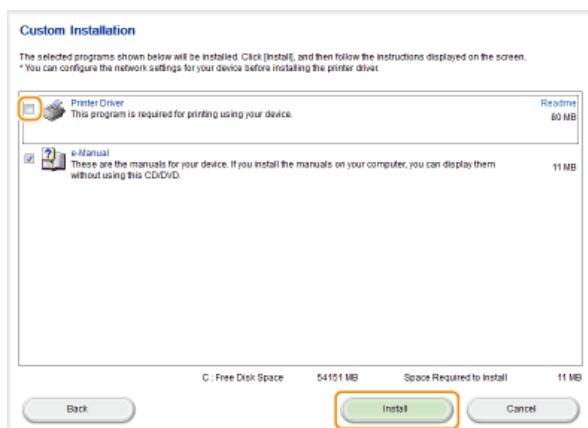 Custom Installation
The selected programs shown below will be installed. Click [Install], and then follow the instructions displayed on the screen.
* You can configure the network settings for your device before installing the printer driver.
Printer Driver
Readme
This program is required for printing using your device.
80 MB
e-Manual
These are the manuals for your device. If you install the manuals on your computer, you can display them
11 MB
without using this CD/DVD.
C : Free Disk Space 54151 MB Space Required to Install 11 MB
Back Install Cancel